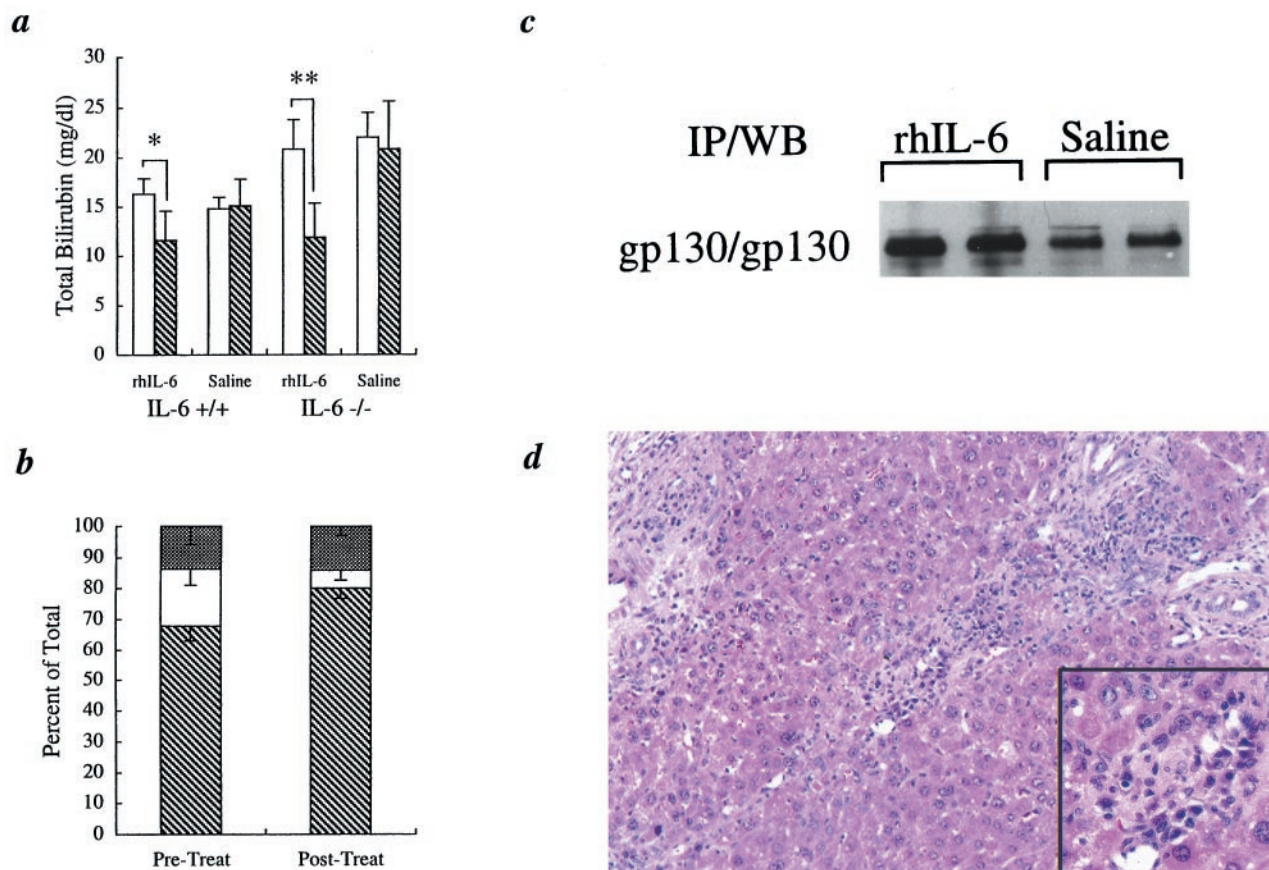 a
30
25
20
15
10
5
0
Total Bilirubin (mg/dl)
*
**
rhIL-6 Saline rhIL-6 Saline
IL-6 +/+ IL-6 -/-
b
100
90
80
70
60
50
40
30
20
10
0
Percent of Total
Pre-Treat Post-Treat
c
IP/WB rhIL-6 Saline
gp130/gp130
d